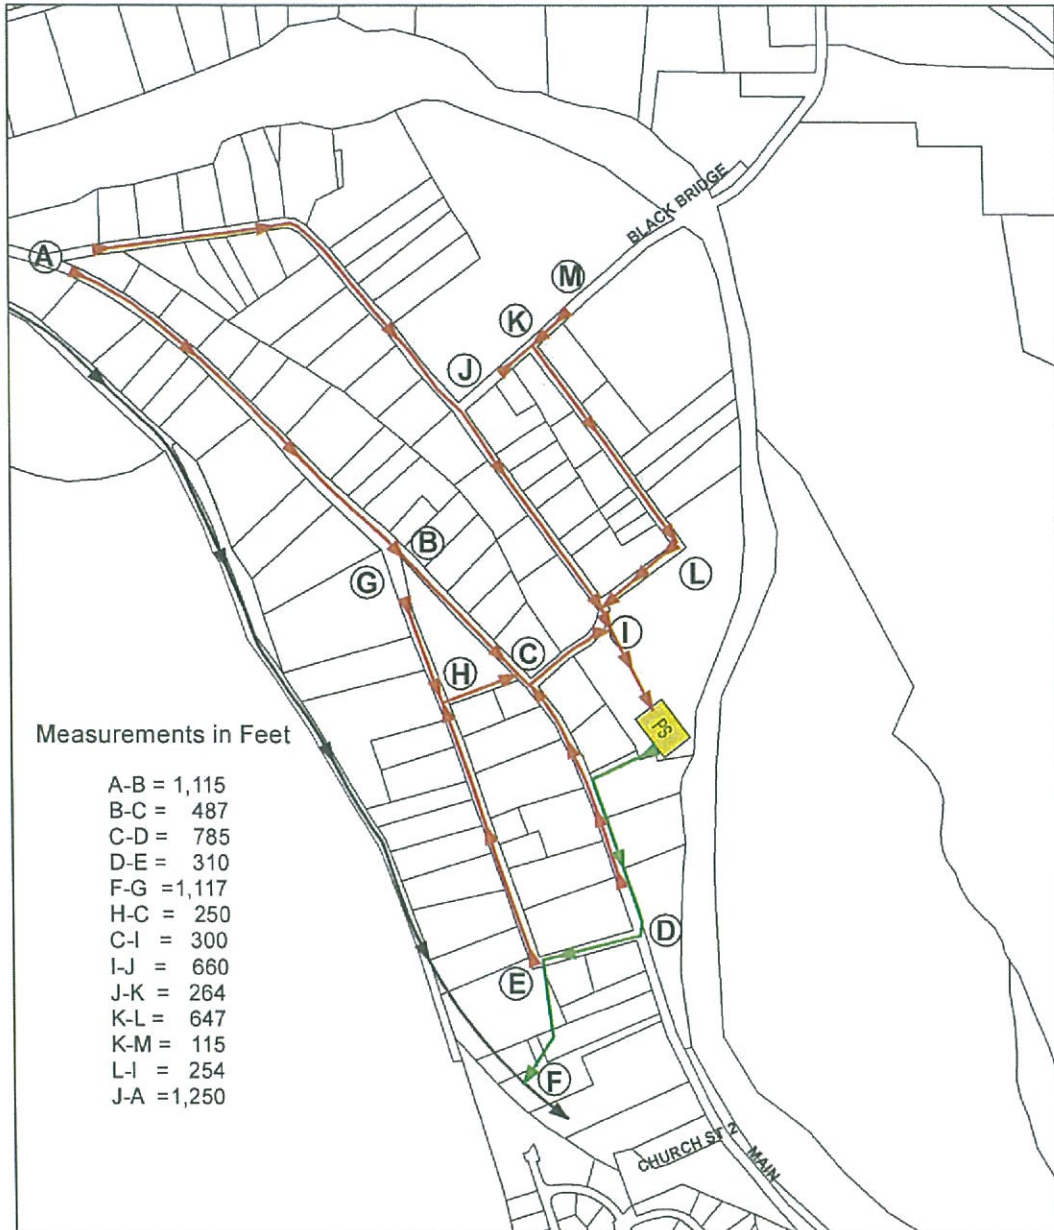 BLACK BRIDGE
A
M
K
J
B
G
L
I
C
H
PS
Measurements in Feet
A-B = 1,115
B-C = 487
C-D = 785
D-E = 310
F-G =1,117
H-C = 250
C-I = 300
I-J = 660
J-K = 264
K-L = 647
K-M = 115
L-I = 254
J-A =1,250
D
E
F
CHURCH ST 2
MAIN